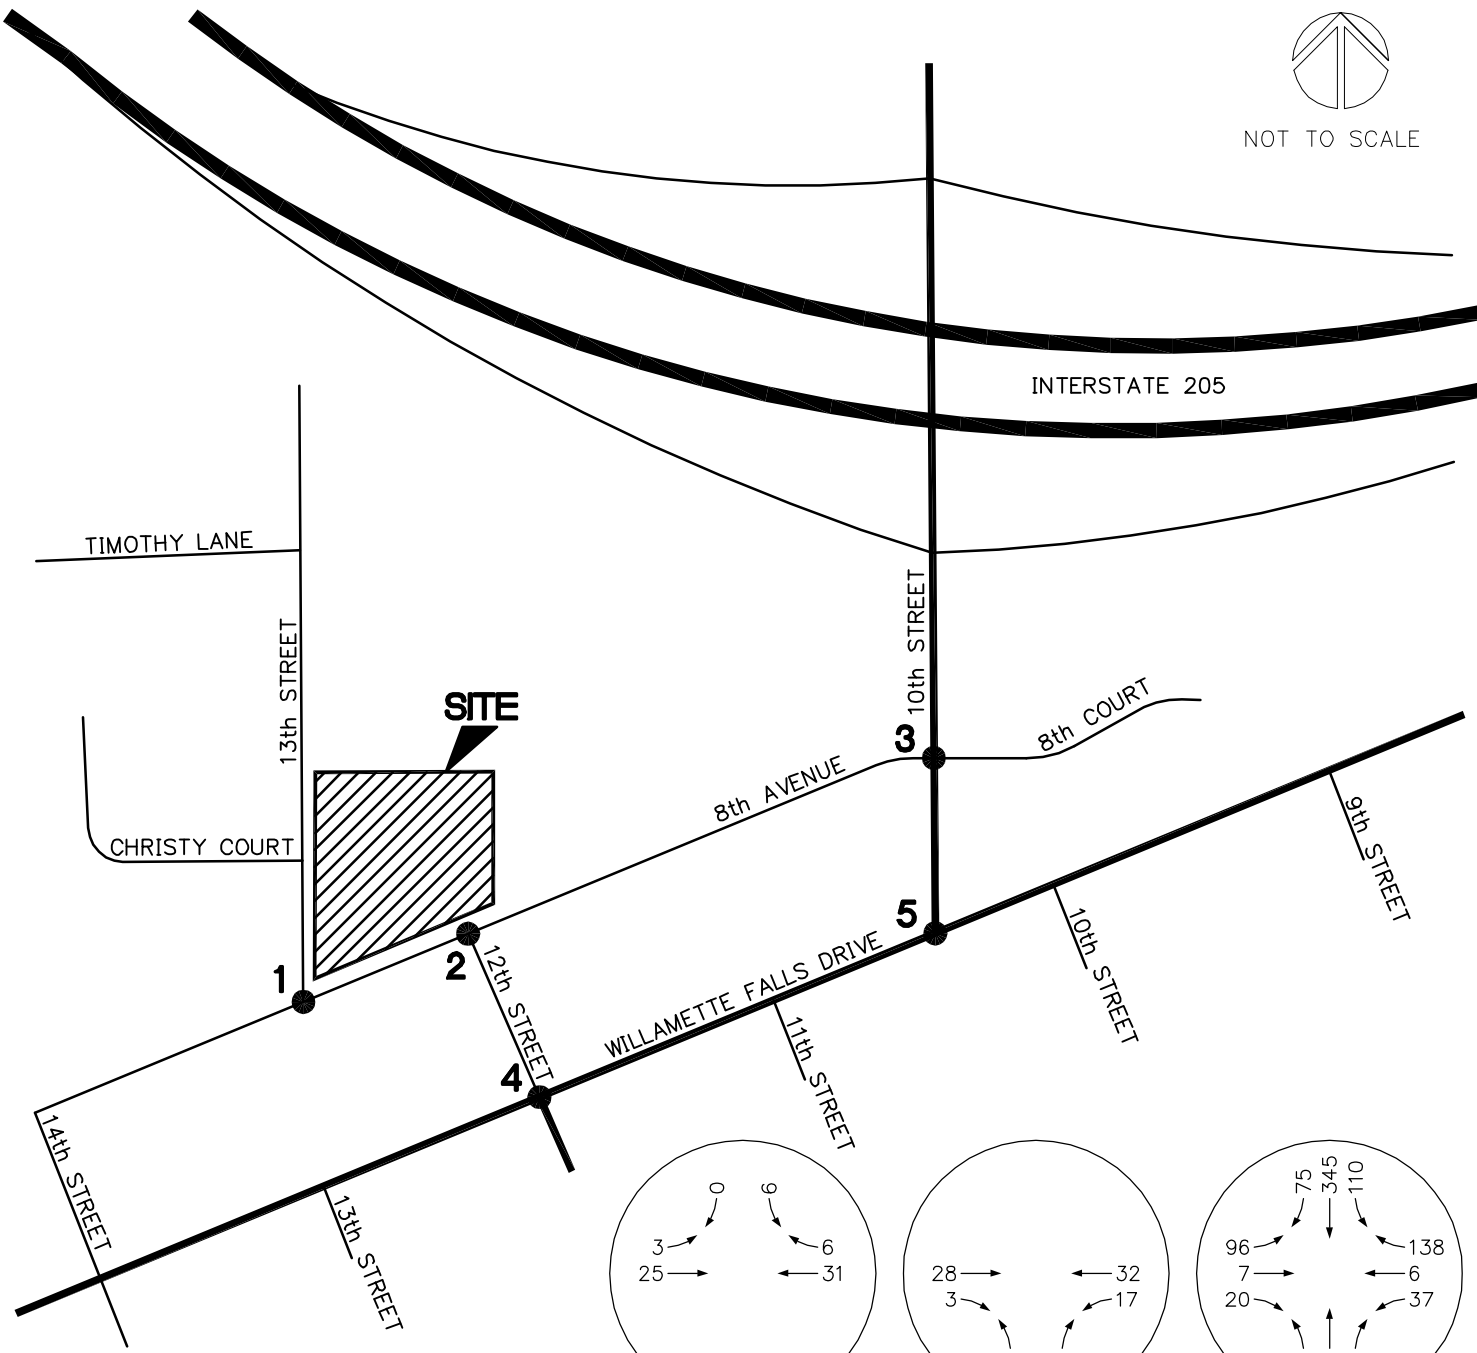 NOT TO SCALE
INTERSTATE 205
TIMOTHY LANE
13th STREET
10th STREET
SITE
8th COURT
3
8th AVENUE
9th STREET
CHRISTY COURT
5
10th STREET
WILLAMETTE FALLS DRIVE
1
2
12th STREET
11th STREET
4
14th STREET
13th STREET
0 6
3 6
25 31
28 32
3 17
75 345 110
96 138
7 6
20 37